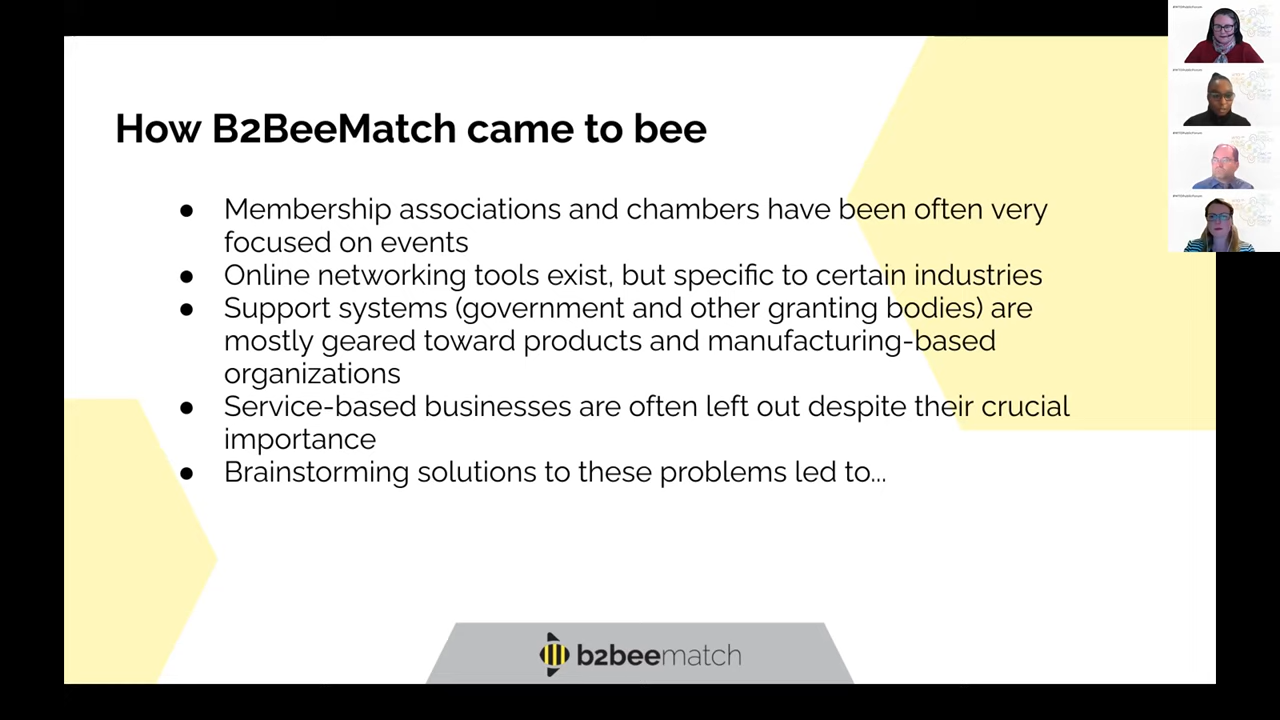 How B2BeeMatch came to bee
● Membership associations and chambers have been often very
focused on events
● Online networking tools exist, but specific to certain industries
● Support systems (government and other granting bodies) are
mostly geared toward products and manufacturing-based
organizations
● Service-based businesses are often left out despite their crucial
importance
● Brainstorming solutions to these problems led to...
b2beematch